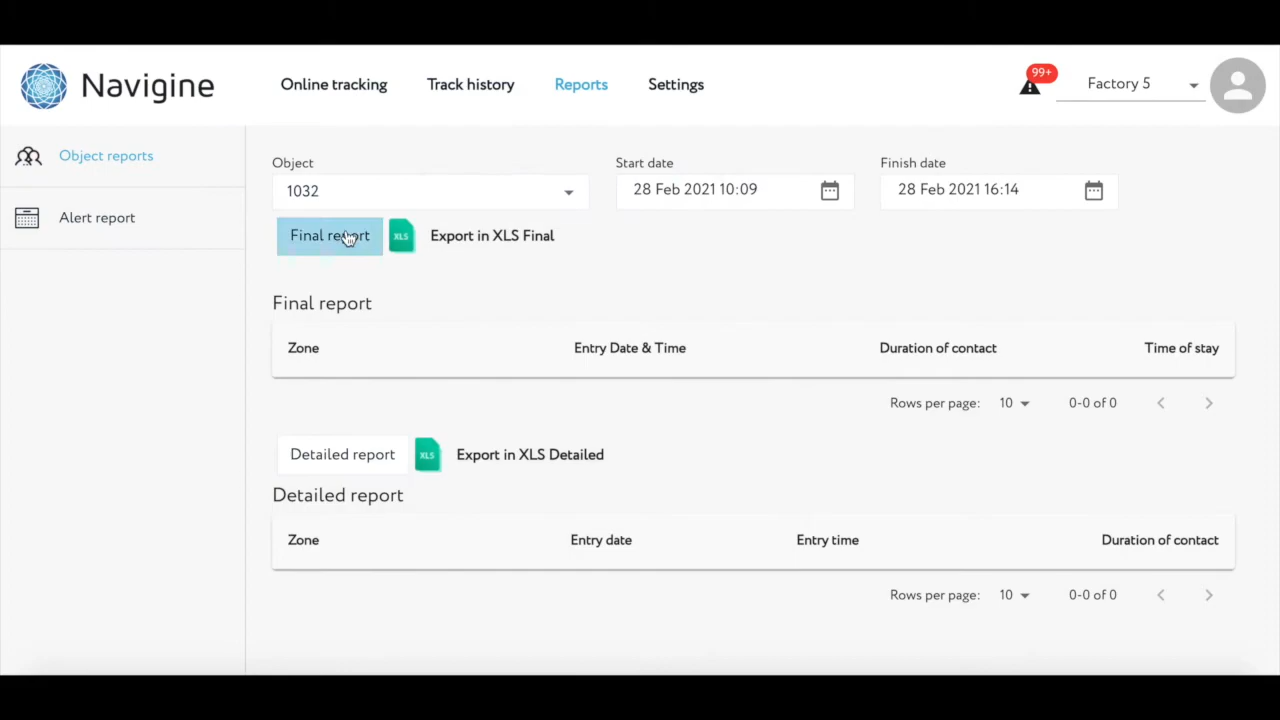 Navigine
Online tracking
Track history
Reports
Settings
99+
Factory 5
Object reports
Alert report
Object
Start date
Finish date
1032
28 Feb 2021 10:09
28 Feb 2021 16:14
Final report
XLS
Export in XLS Final
Final report
Zone
Entry Date & Time
Duration of contact
Time of stay
Rows per page:
10
0-0 of 0
Detailed report
XLS
Export in XLS Detailed
Detailed report
Zone
Entry date
Entry time
Duration of contact
Rows per page:
10
0-0 of 0